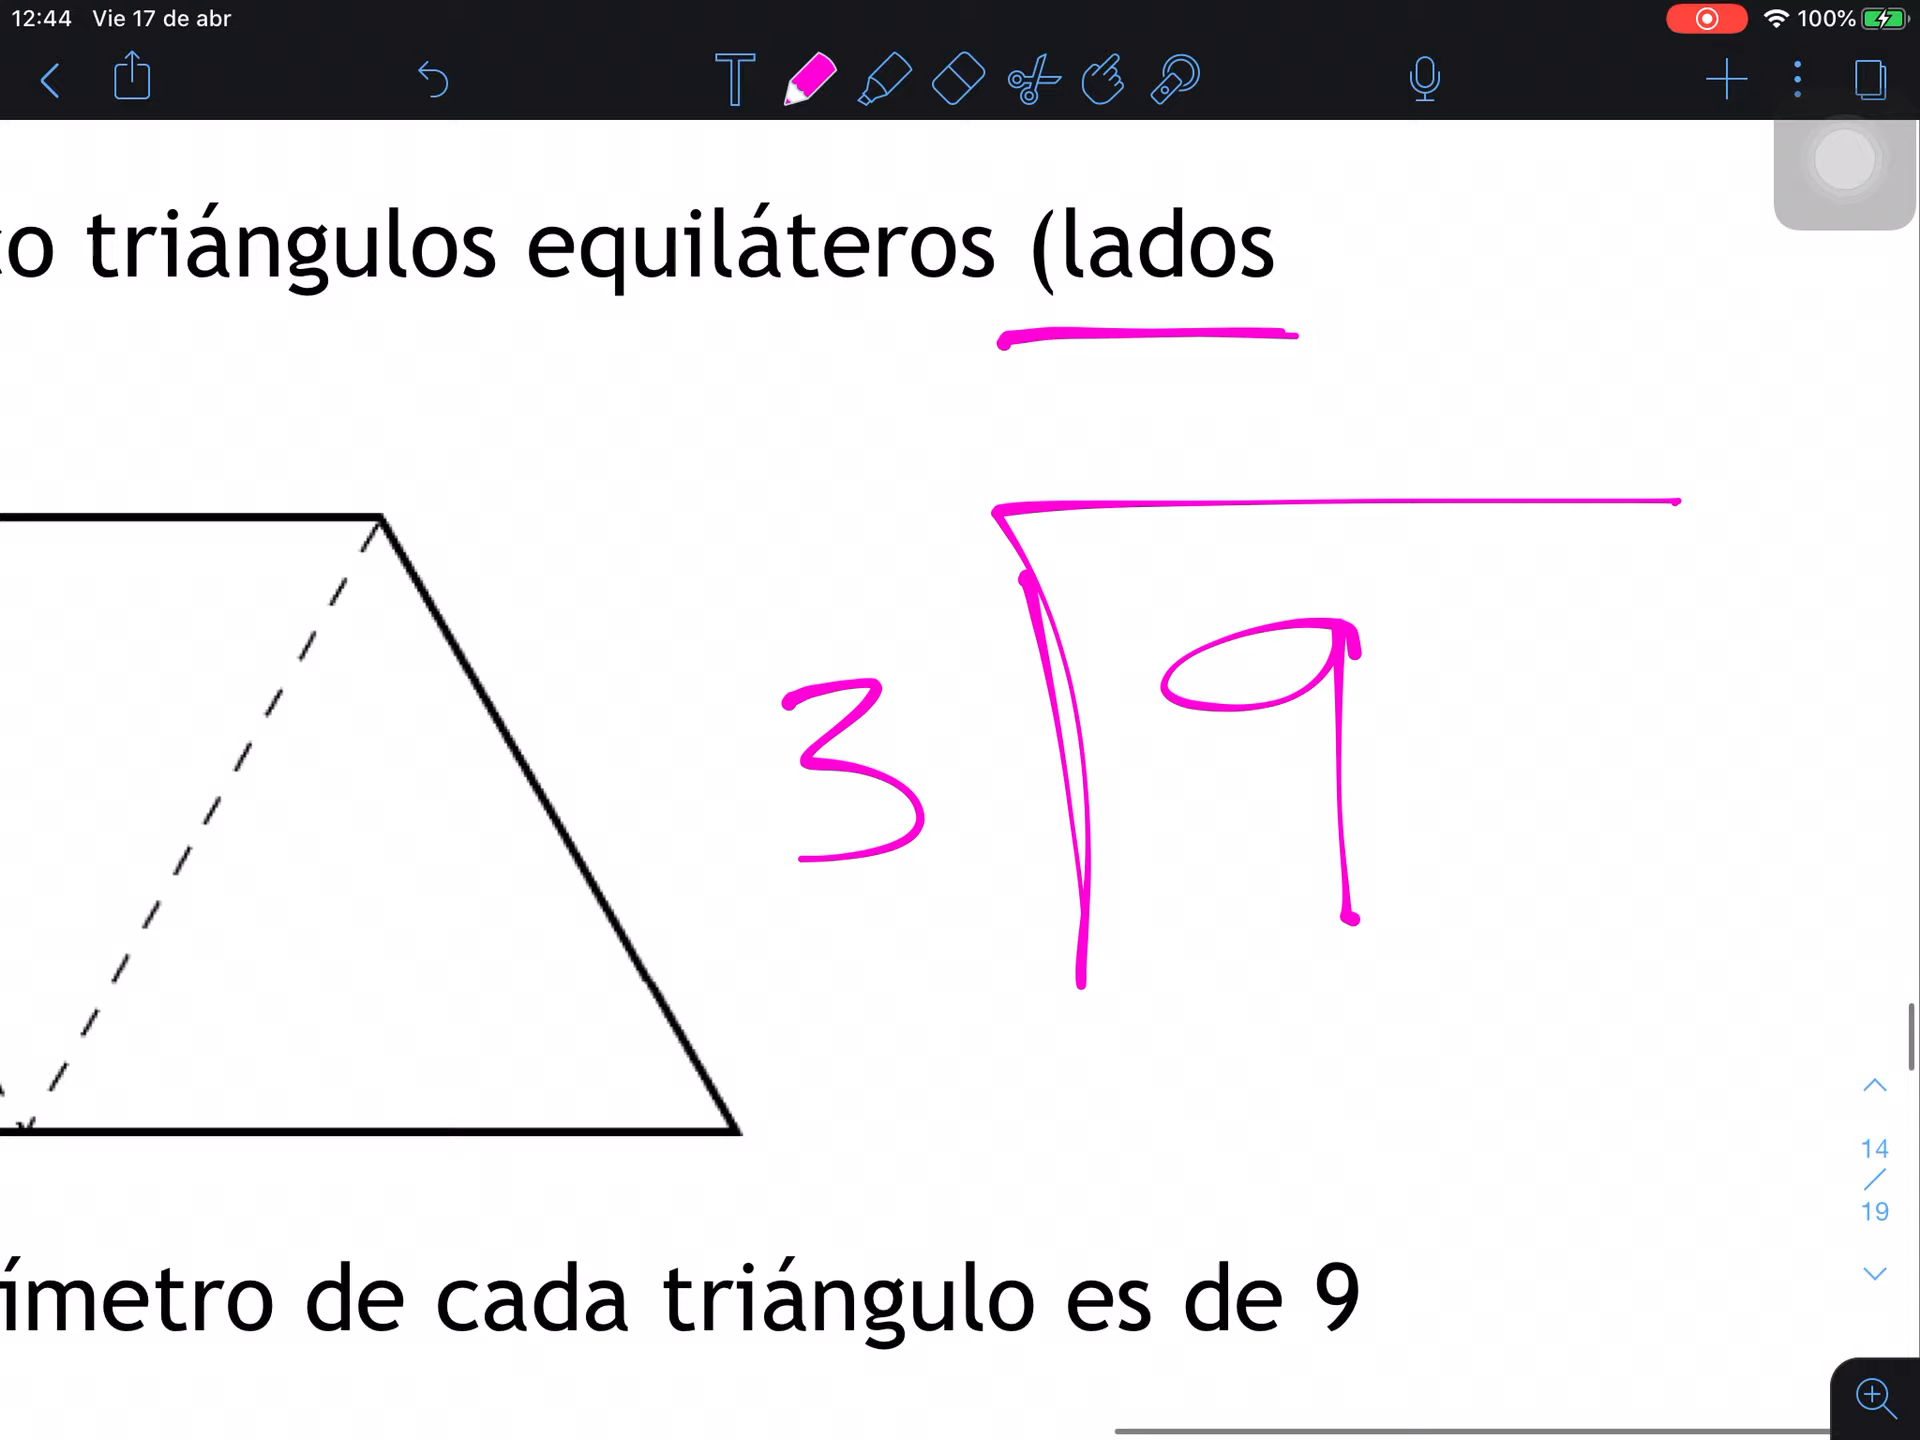 12:44 Vie 17 de abr 100%
co triángulos equiláteros (lados
3 9
14
/
19
ímetro de cada triángulo es de 9